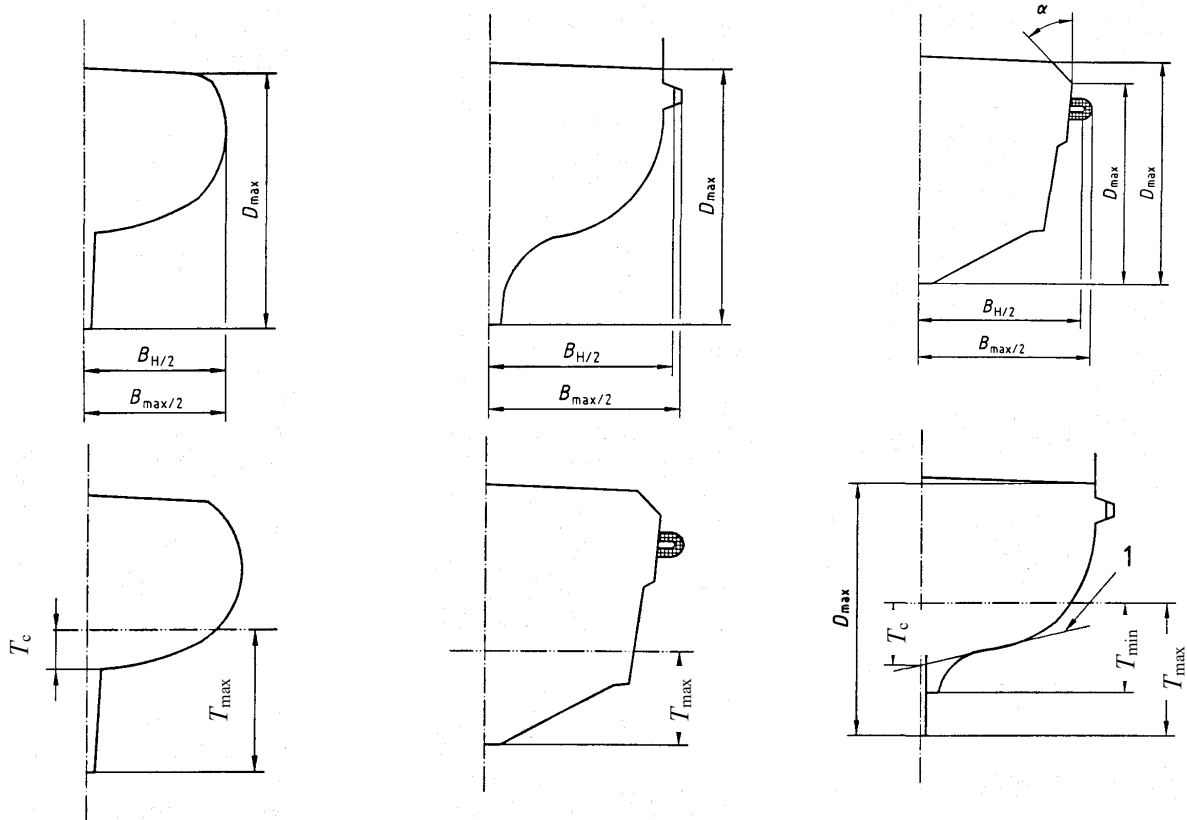 α
D_max
D_max
D_max
D_max
B_H/2
B_max/2
B_H/2
B_max/2
B_H/2
B_max/2
T_c
T_max
T_max
1
D_max
T_c
T_min
T_max